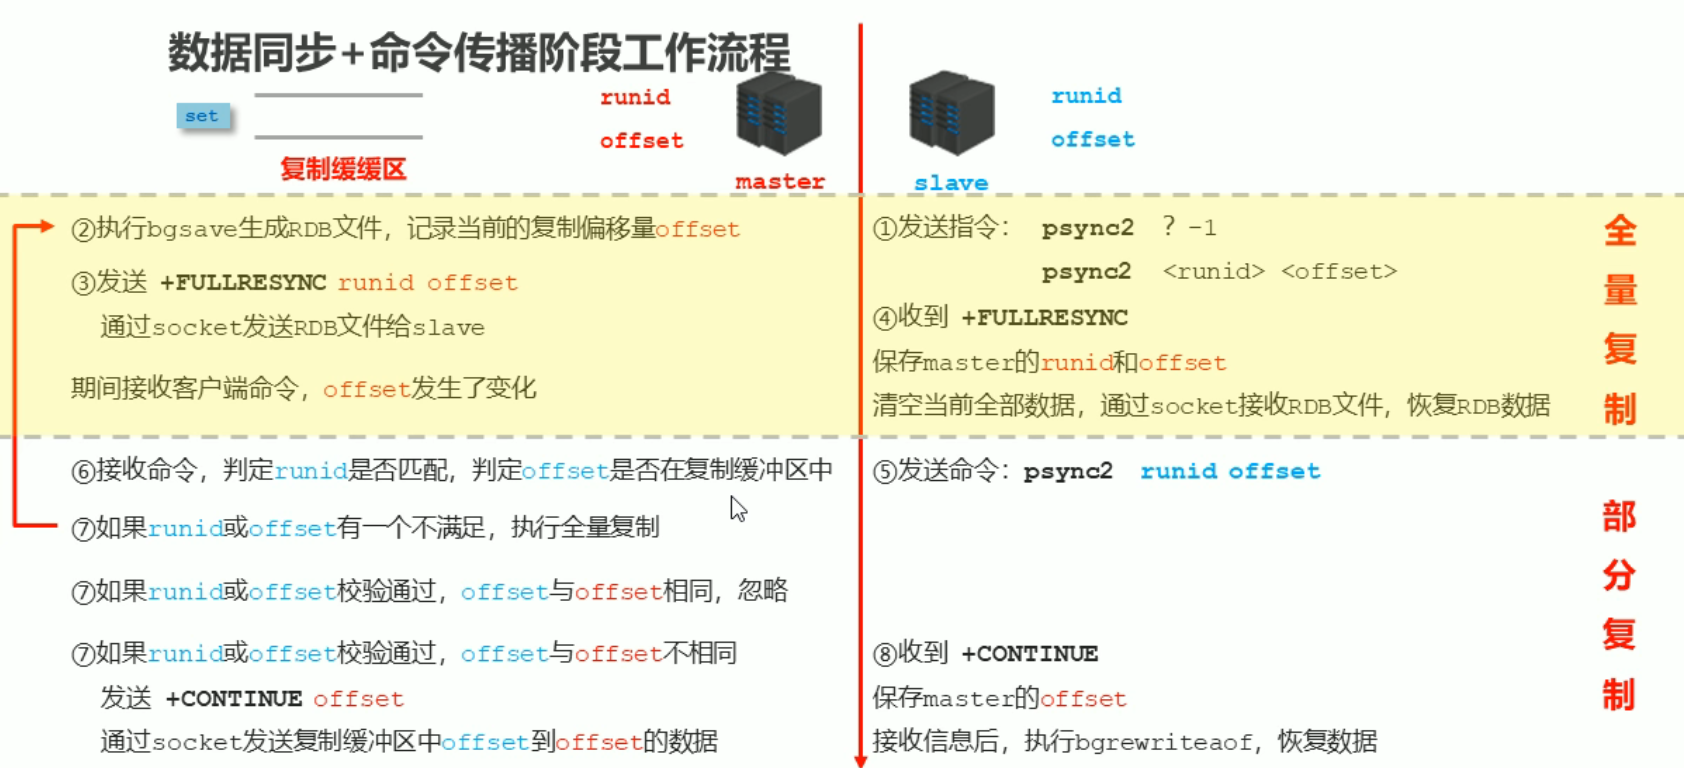 数据同步+命令传播阶段工作流程
set
复制缓缓区
runid
offset
master
slave
runid
offset
②执行bgsave生成RDB文件，记录当前的复制偏移量offset
③发送 +FULLRESYNC runid offset
通过socket发送RDB文件给slave
期间接收客户端命令，offset发生了变化
①发送指令： psync2 ? -1
psync2 <runid> <offset>
④收到 +FULLRESYNC
保存master的runid和offset
清空当前全部数据，通过socket接收RDB文件，恢复RDB数据
全量复制
⑥接收命令，判定runid是否匹配，判定offset是否在复制缓冲区中
⑦如果runid或offset有一个不满足，执行全量复制
⑦如果runid或offset校验通过，offset与offset相同，忽略
⑦如果runid或offset校验通过，offset与offset不相同
发送 +CONTINUE offset
通过socket发送复制缓冲区中offset到offset的数据
⑤发送命令：psync2 runid offset
⑧收到 +CONTINUE
保存master的offset
接收信息后，执行bgrewriteaof，恢复数据
部分复制